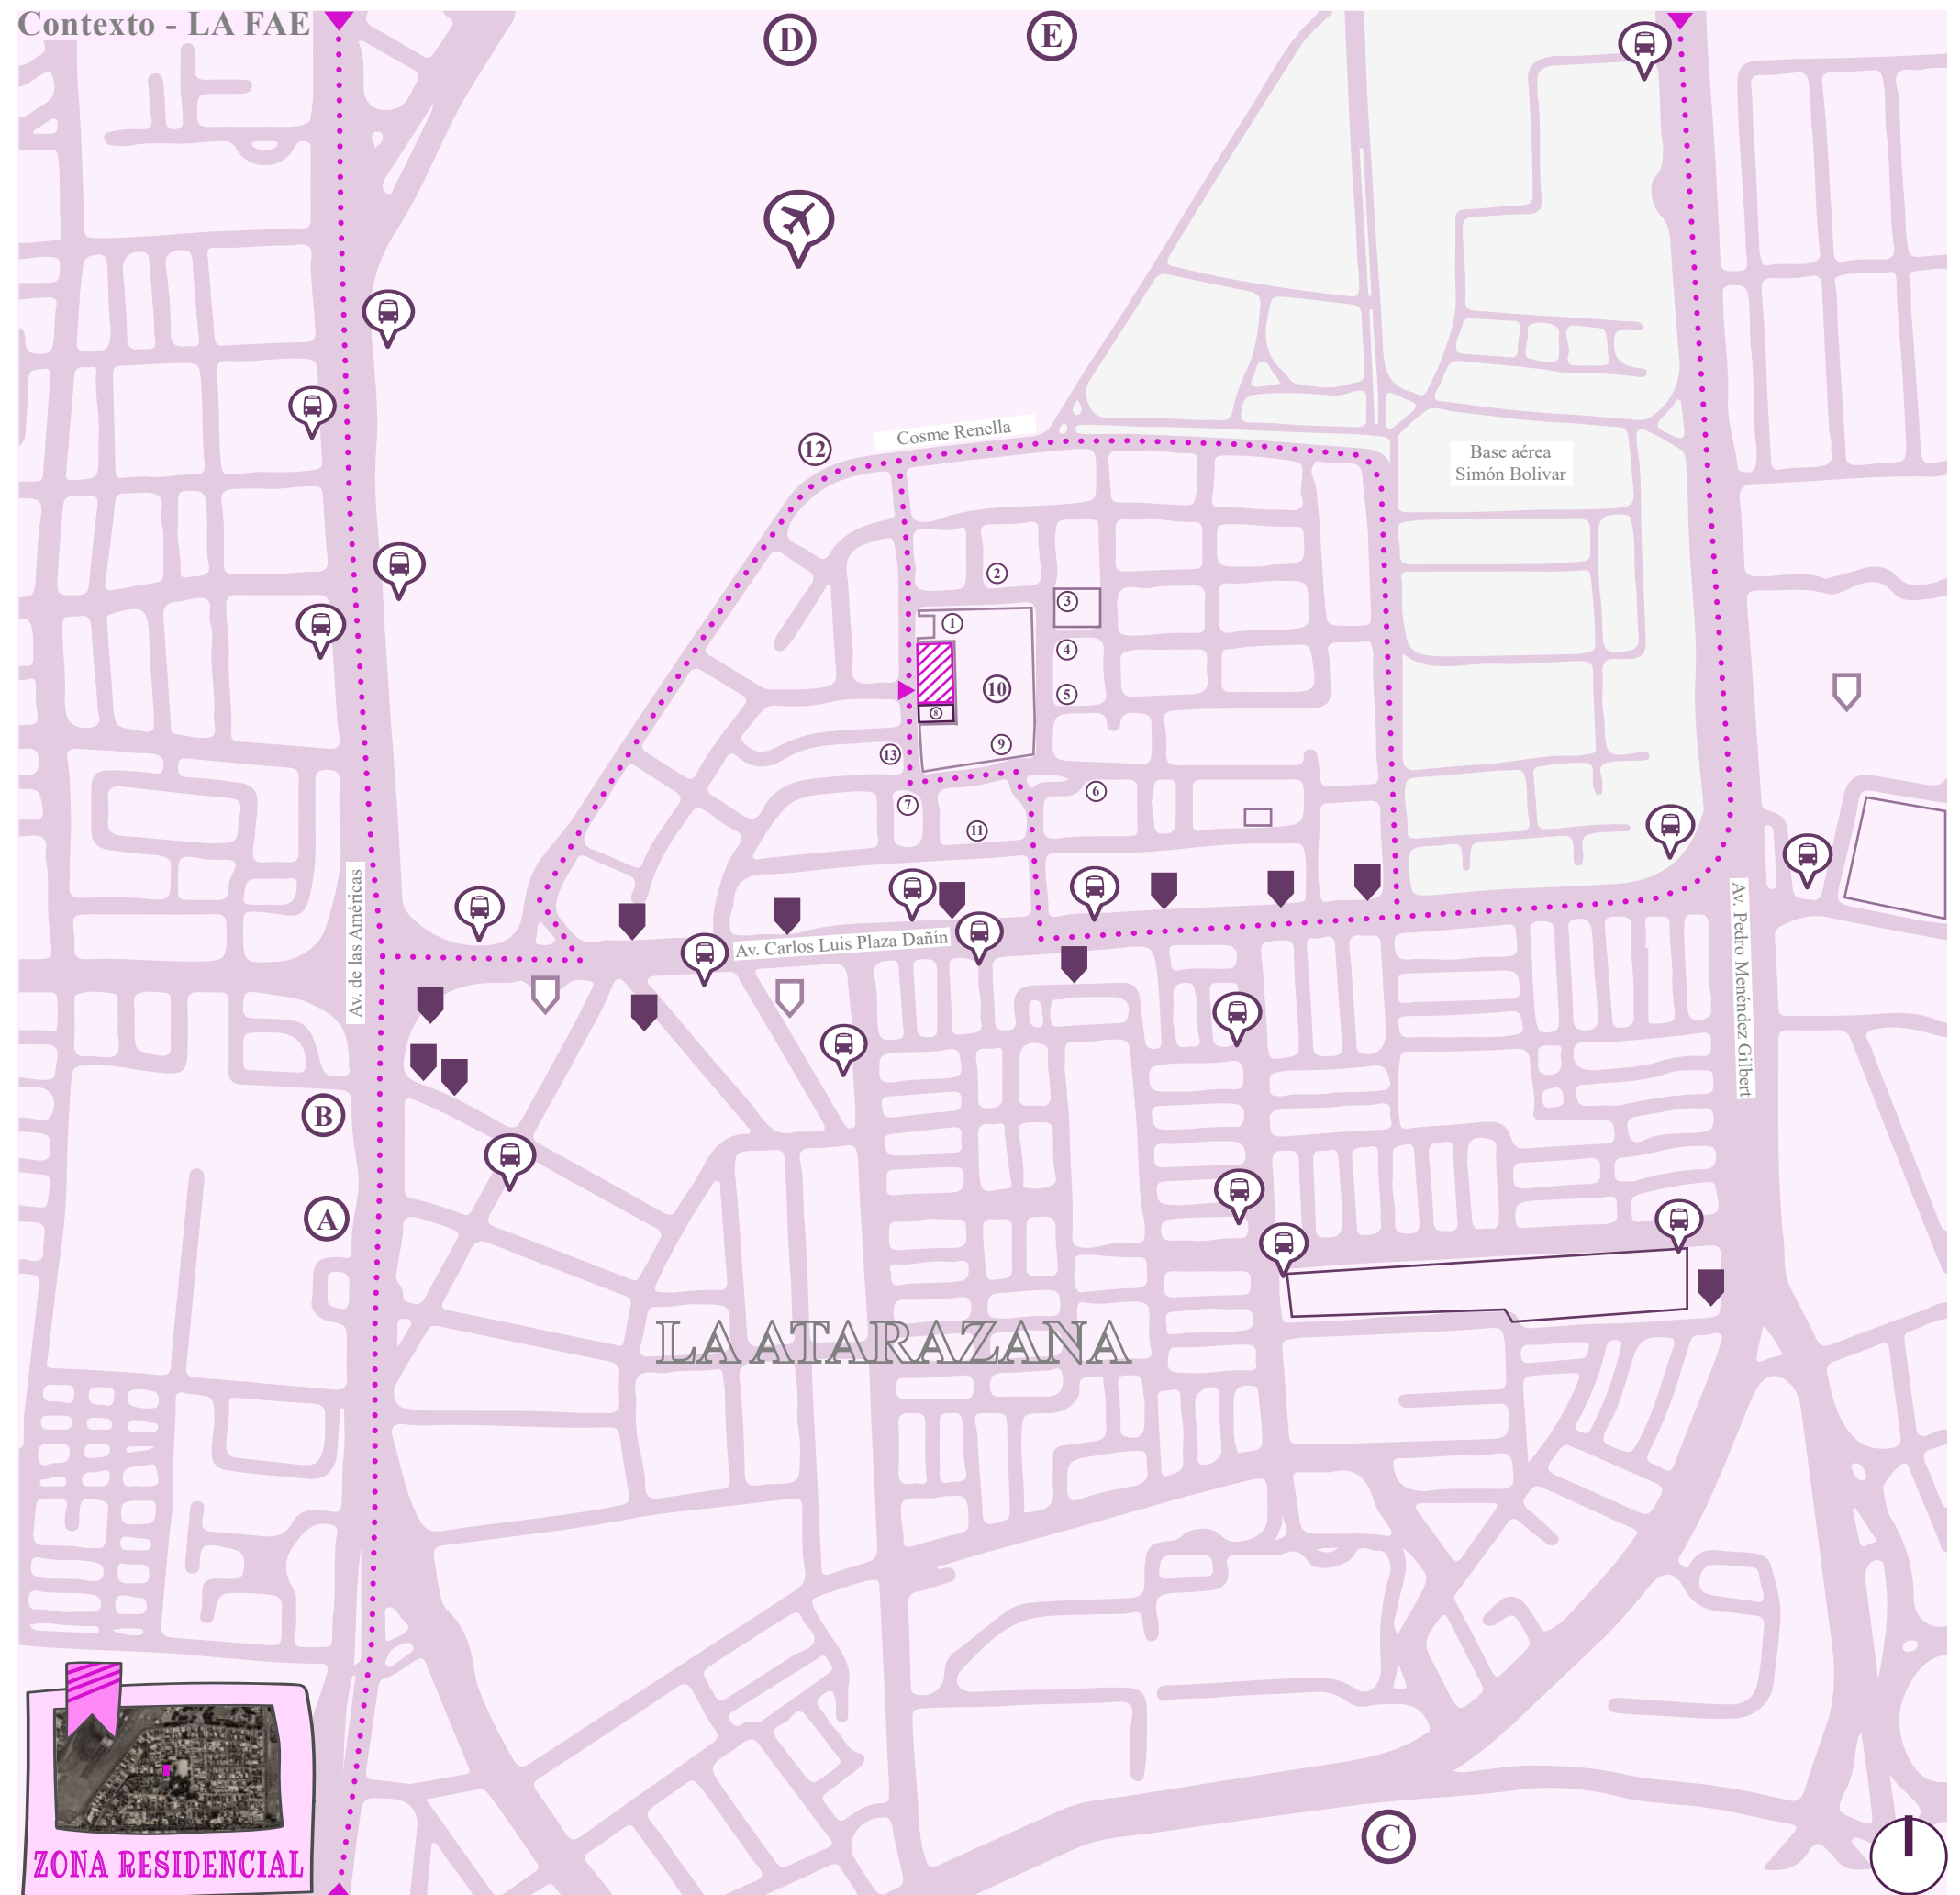 Contexto - LA FAE
D
E
12
Cosme Renella
Base aérea
Simón Bolivar
2
3
1
4
10
5
8
9
13
6
7
11
Av. de las Américas
Av. Carlos Luis Plaza Dañín
Av. Pedro Menéndez Gilbert
B
A
LA ATARAZANA
C
ZONA RESIDENCIAL